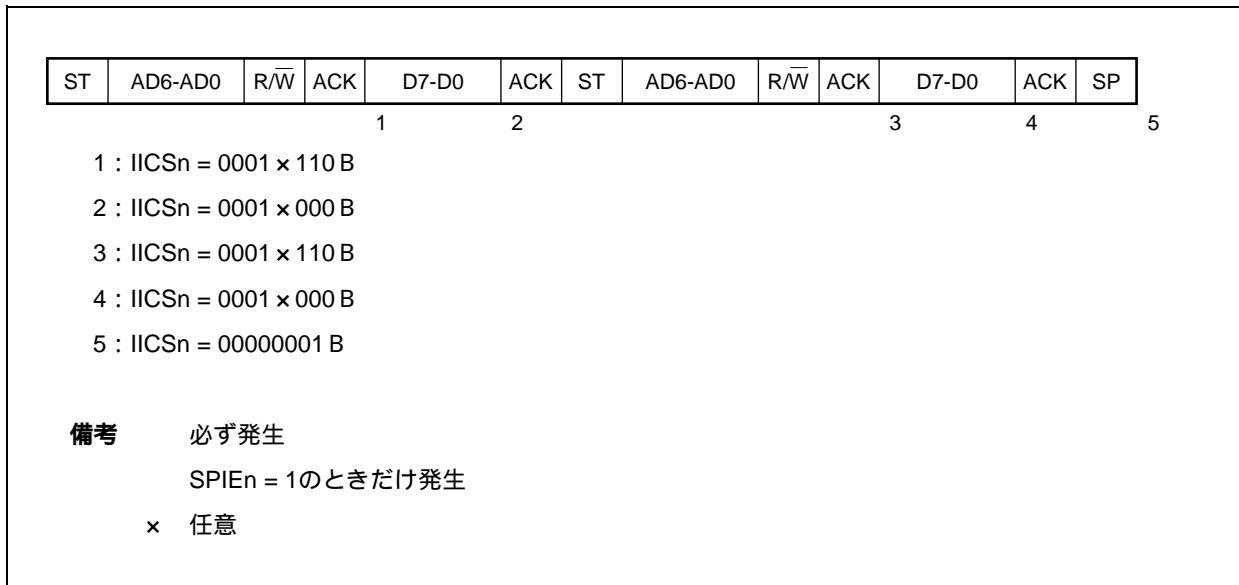 ST AD6-AD0 R/W̅ ACK D7-D0 ACK ST AD6-AD0 R/W̅ ACK D7-D0 ACK SP
1 2 3 4 5
1：IICSn = 0001×110 B
2：IICSn = 0001×000 B
3：IICSn = 0001×110 B
4：IICSn = 0001×000 B
5：IICSn = 00000001 B
備考 必ず発生
SPIEn = 1のときだけ発生
× 任意